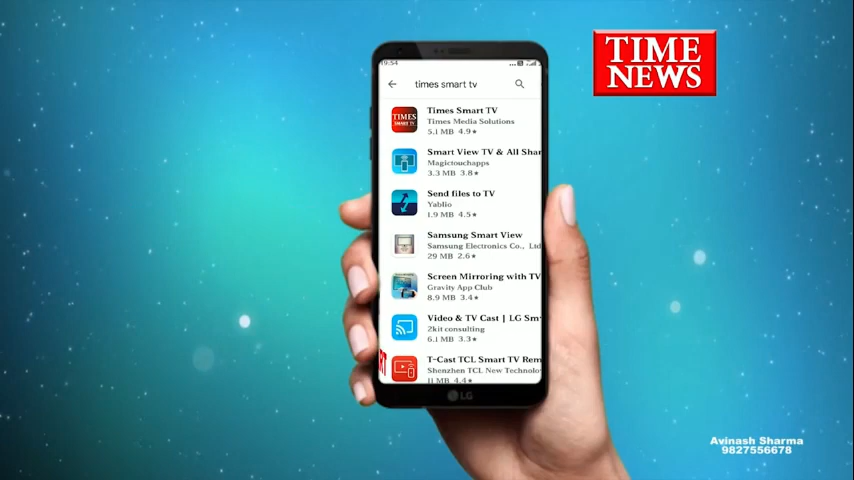 TIME
NEWS
19:54
times smart tv
TIMES
SMART TV
Times Smart TV
Times Media Solutions
5.1 MB 4.9★
Smart View TV & All Shar
Magictouchapps
3.3 MB 3.8★
Send files to TV
Yablio
1.9 MB 4.5★
Samsung Smart View
Samsung Electronics Co., Ltd
29 MB 2.6★
Screen Mirroring with TV
Gravity App Club
8.9 MB 3.4★
Video & TV Cast | LG Sm
2kit consulting
6.1 MB 3.3★
T-Cast TCL Smart TV Rem
Shenzhen TCL New Technolo
11 MB 4.4★
LG
Avinash Sharma
9827556678